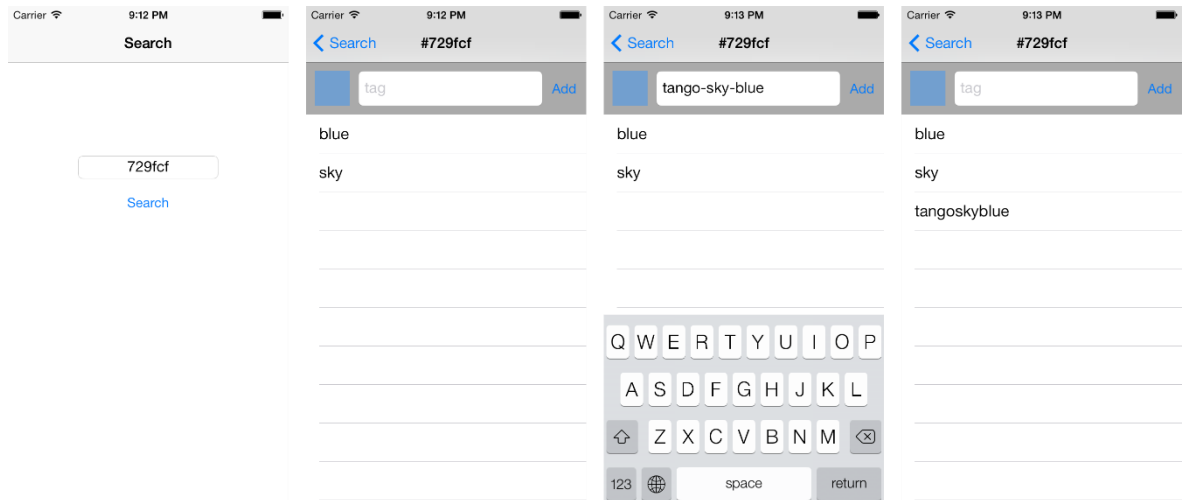 Carrier 9:12 PM
Search
729fcf
Search
Carrier 9:12 PM
Search #729fcf
tag Add
blue
sky
Carrier 9:13 PM
Search #729fcf
tango-sky-blue Add
blue
sky
Q W E R T Y U I O P
A S D F G H J K L
Z X C V B N M
123 space return
Carrier 9:13 PM
Search #729fcf
tag Add
blue
sky
tangoskyblue